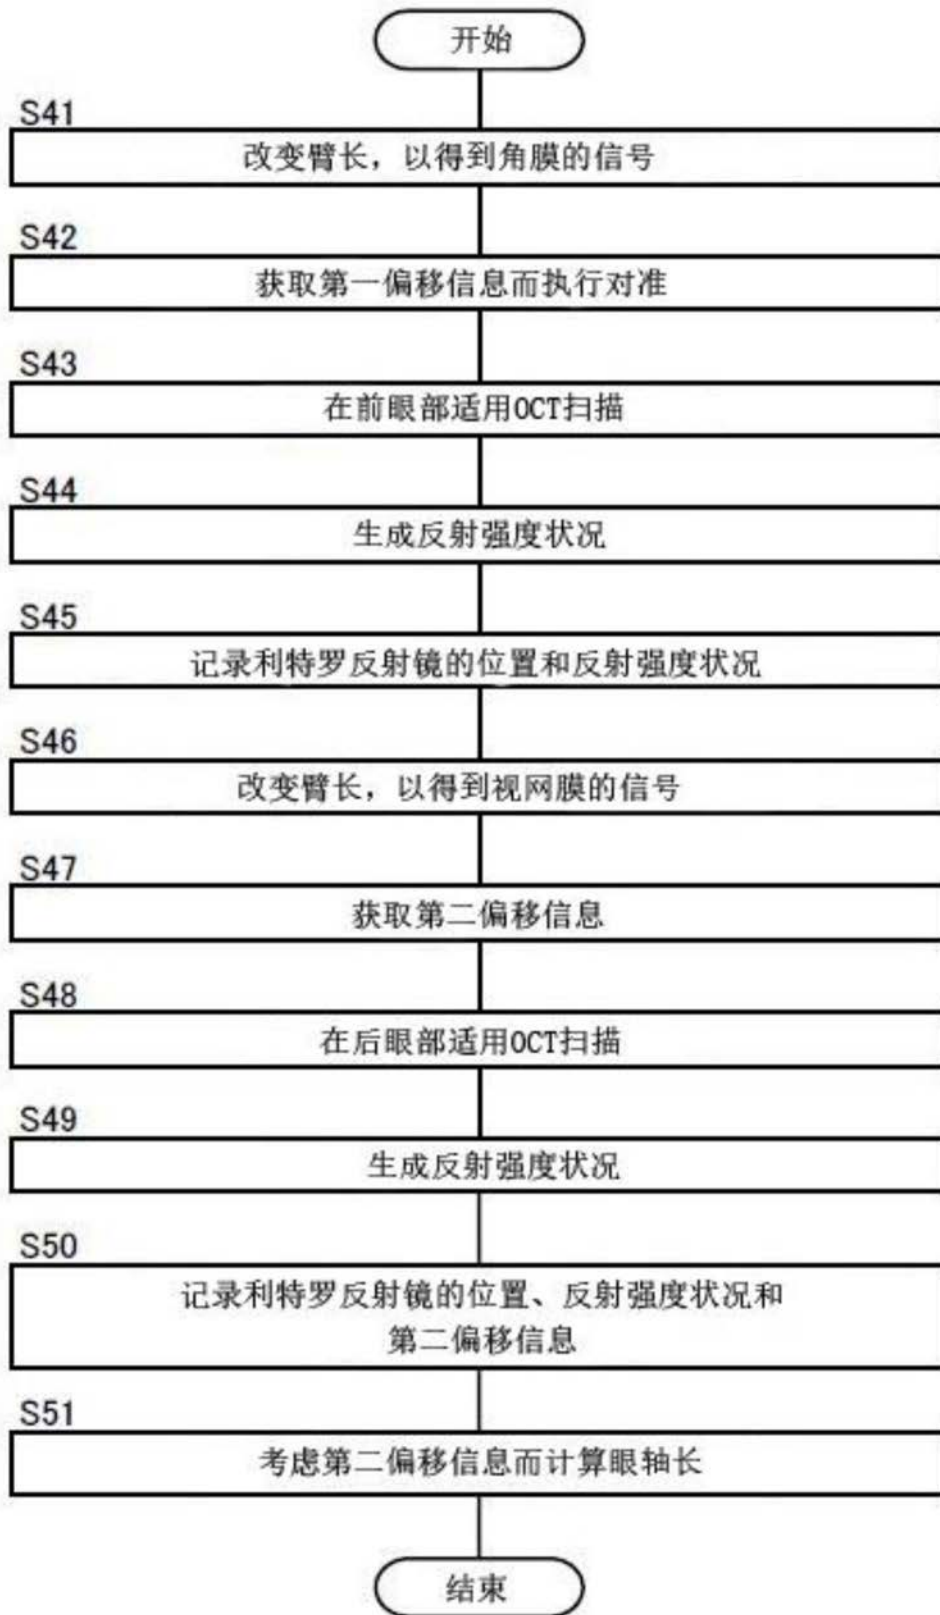 开始
S41
改变臂长，以得到角膜的信号
S42
获取第一偏移信息而执行对准
S43
在前眼部适用OCT扫描
S44
生成反射强度状况
S45
记录利特罗反射镜的位置和反射强度状况
S46
改变臂长，以得到视网膜的信号
S47
获取第二偏移信息
S48
在后眼部适用OCT扫描
S49
生成反射强度状况
S50
记录利特罗反射镜的位置、反射强度状况和
第二偏移信息
S51
考虑第二偏移信息而计算眼轴长
结束